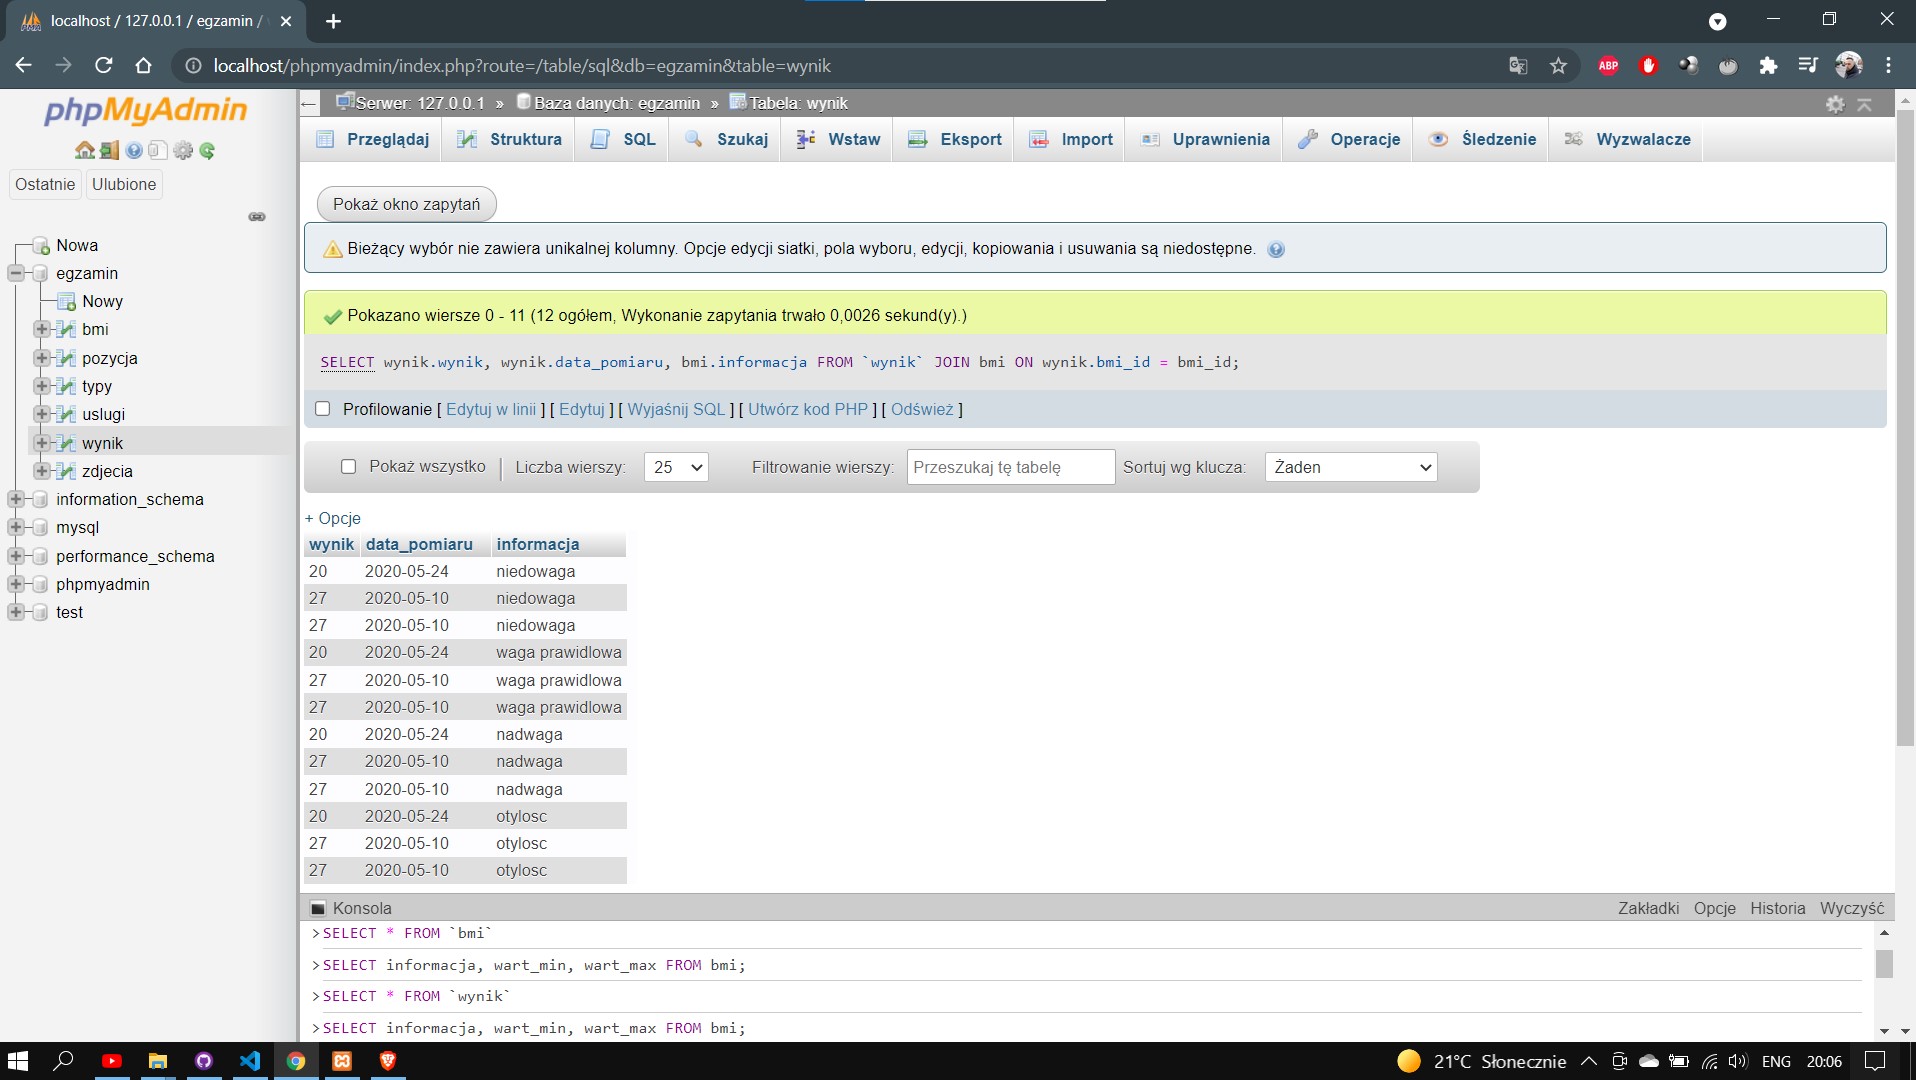 localhost / 127.0.0.1 / egzamin /
localhost/phpmyadmin/index.php?route=/table/sql&db=egzamin&table=wynik
ABP
phpMyAdmin
Ostatnie Ulubione
Nowa
egzamin
Nowy
bmi
pozycja
typy
uslugi
wynik
zdjecia
information_schema
mysql
performance_schema
phpmyadmin
test
Serwer: 127.0.0.1 » Baza danych: egzamin » Tabela: wynik
Przeglądaj Struktura SQL Szukaj Wstaw Eksport Import Uprawnienia Operacje Śledzenie Wyzwalacze
Pokaż okno zapytań
Bieżący wybór nie zawiera unikalnej kolumny. Opcje edycji siatki, pola wyboru, edycji, kopiowania i usuwania są niedostępne.
Pokazano wiersze 0 - 11 (12 ogółem, Wykonanie zapytania trwało 0,0026 sekund(y).)
SELECT wynik.wynik, wynik.data_pomiaru, bmi.informacja FROM `wynik` JOIN bmi ON wynik.bmi_id = bmi_id;
Profilowanie [ Edytuj w linii ] [ Edytuj ] [ Wyjaśnij SQL ] [ Utwórz kod PHP ] [ Odśwież ]
Pokaż wszystko | Liczba wierszy: 25 Filtrowanie wierszy: Przeszukaj tę tabelę Sortuj wg klucza: Żaden
+ Opcje
wynik data_pomiaru informacja
20 2020-05-24 niedowaga
27 2020-05-10 niedowaga
27 2020-05-10 niedowaga
20 2020-05-24 waga prawidlowa
27 2020-05-10 waga prawidlowa
27 2020-05-10 waga prawidlowa
20 2020-05-24 nadwaga
27 2020-05-10 nadwaga
27 2020-05-10 nadwaga
20 2020-05-24 otylosc
27 2020-05-10 otylosc
27 2020-05-10 otylosc
Konsola Zakładki Opcje Historia Wyczyść
>SELECT * FROM `bmi`
>SELECT informacja, wart_min, wart_max FROM bmi;
>SELECT * FROM `wynik`
>SELECT informacja, wart_min, wart_max FROM bmi;
21°C Słonecznie ENG 20:06